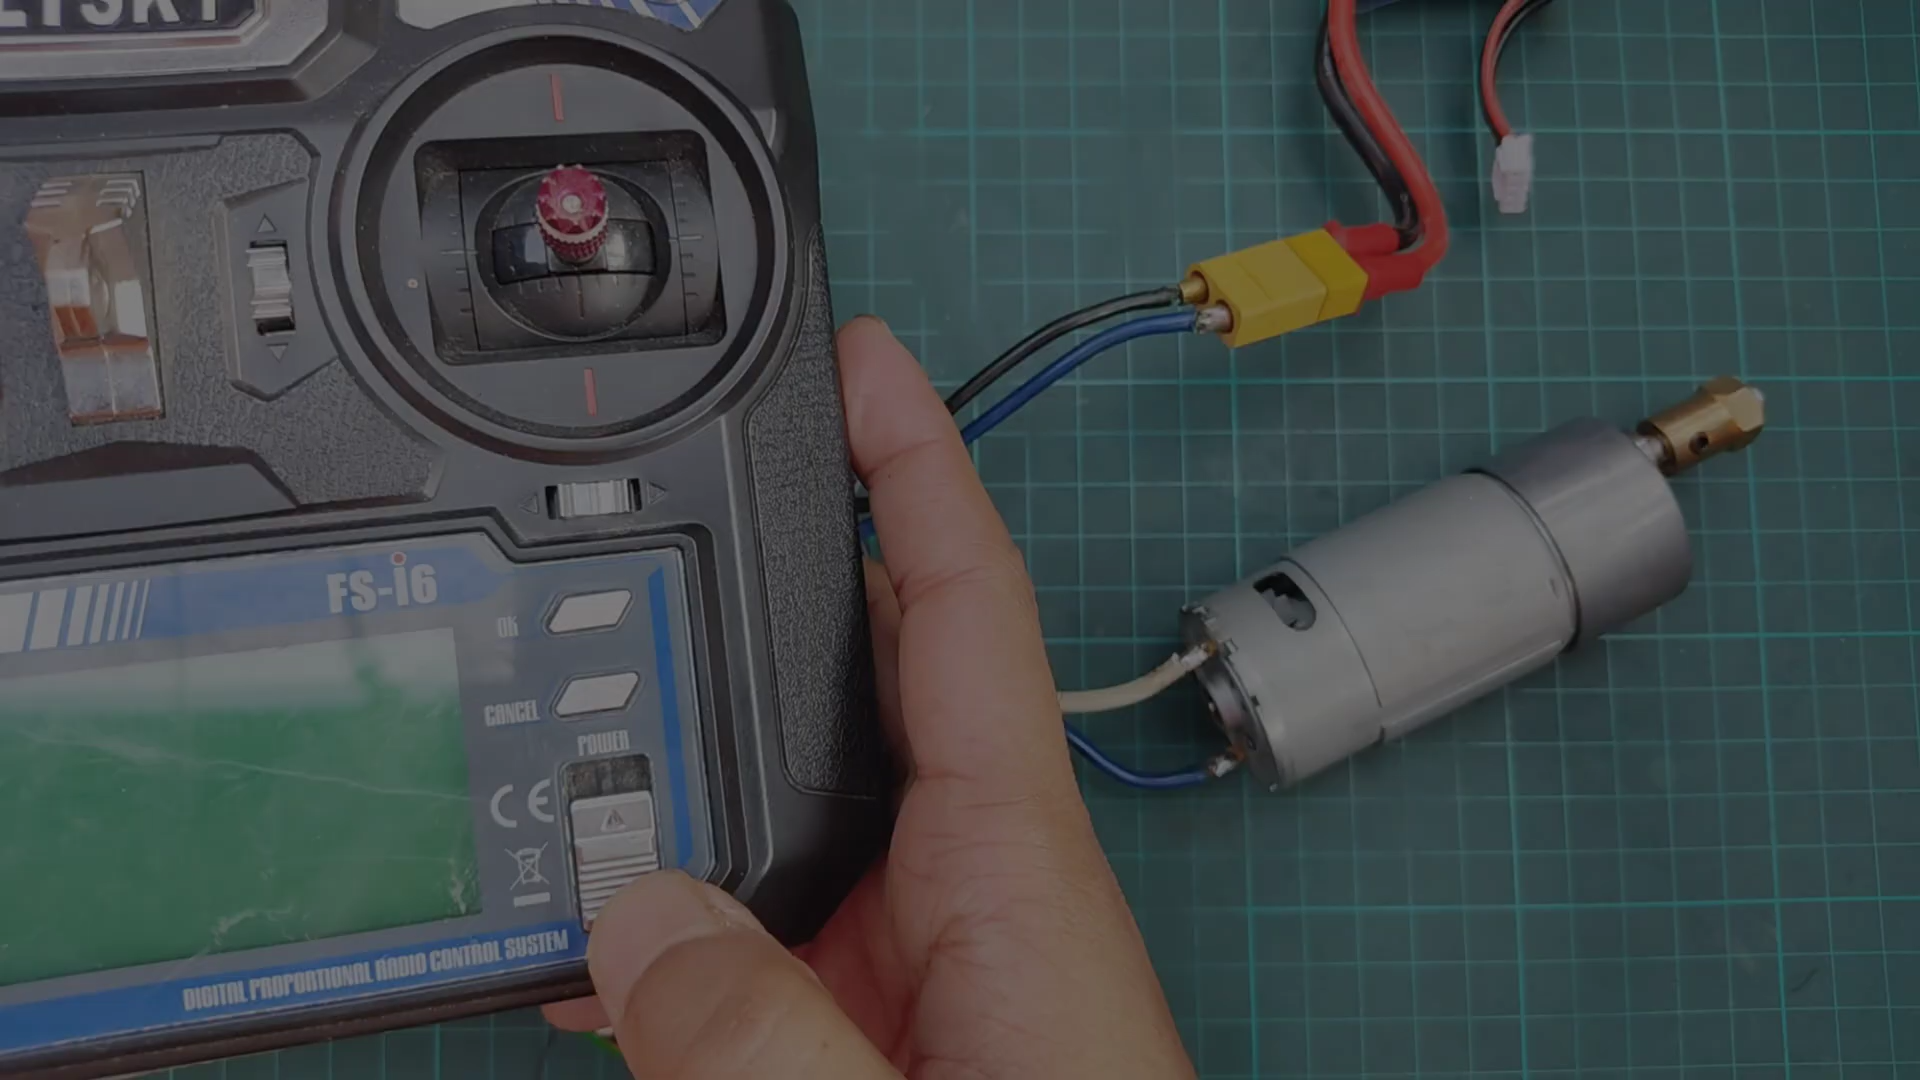 FS-i6
OK
CANCEL
POWER
CE
DIGITAL PROPORTIONAL RADIO CONTROL SYSTEM